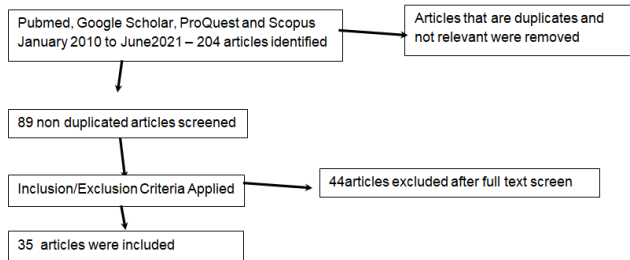 Pubmed, Google Scholar, ProQuest and Scopus
January 2010 to June2021 – 204 articles identified
Articles that are duplicates and
not relevant were removed
89 non duplicated articles screened
Inclusion/Exclusion Criteria Applied
44articles excluded after full text screen
35 articles were included